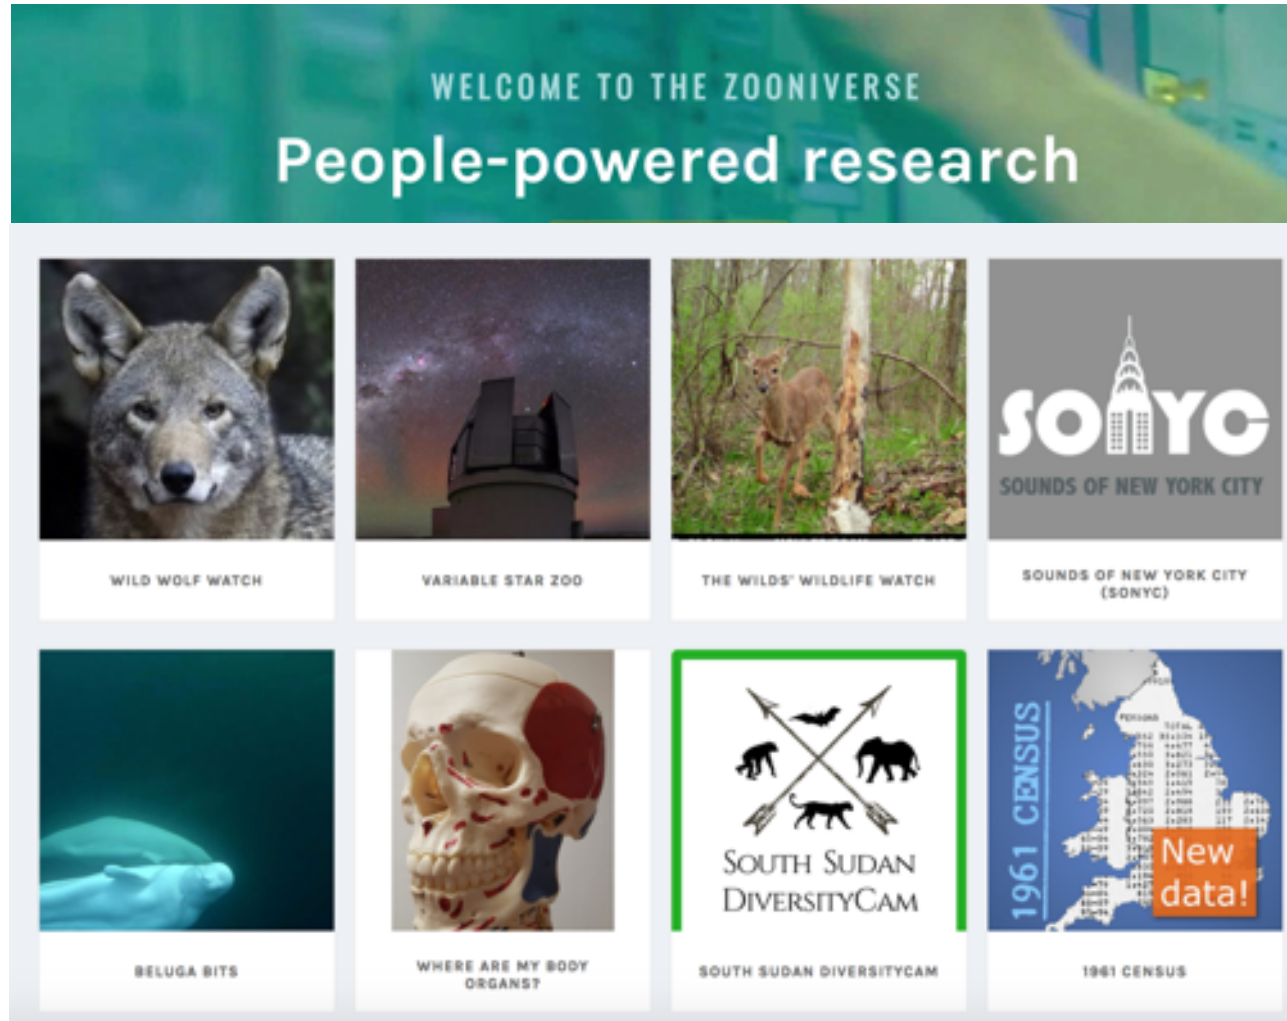 WELCOME TO THE ZOONIVERSE
People-powered research
SONYC
SOUNDS OF NEW YORK CITY
WILD WOLF WATCH
VARIABLE STAR ZOO
THE WILDS' WILDLIFE WATCH
SOUNDS OF NEW YORK CITY
(SONYC)
SOUTH SUDAN
DIVERSITYCAM
1961 CENSUS
PERSONS
TOTAL
New
data!
BELUGA BITS
WHERE ARE MY BODY
ORGANS?
SOUTH SUDAN DIVERSITYCAM
1961 CENSUS